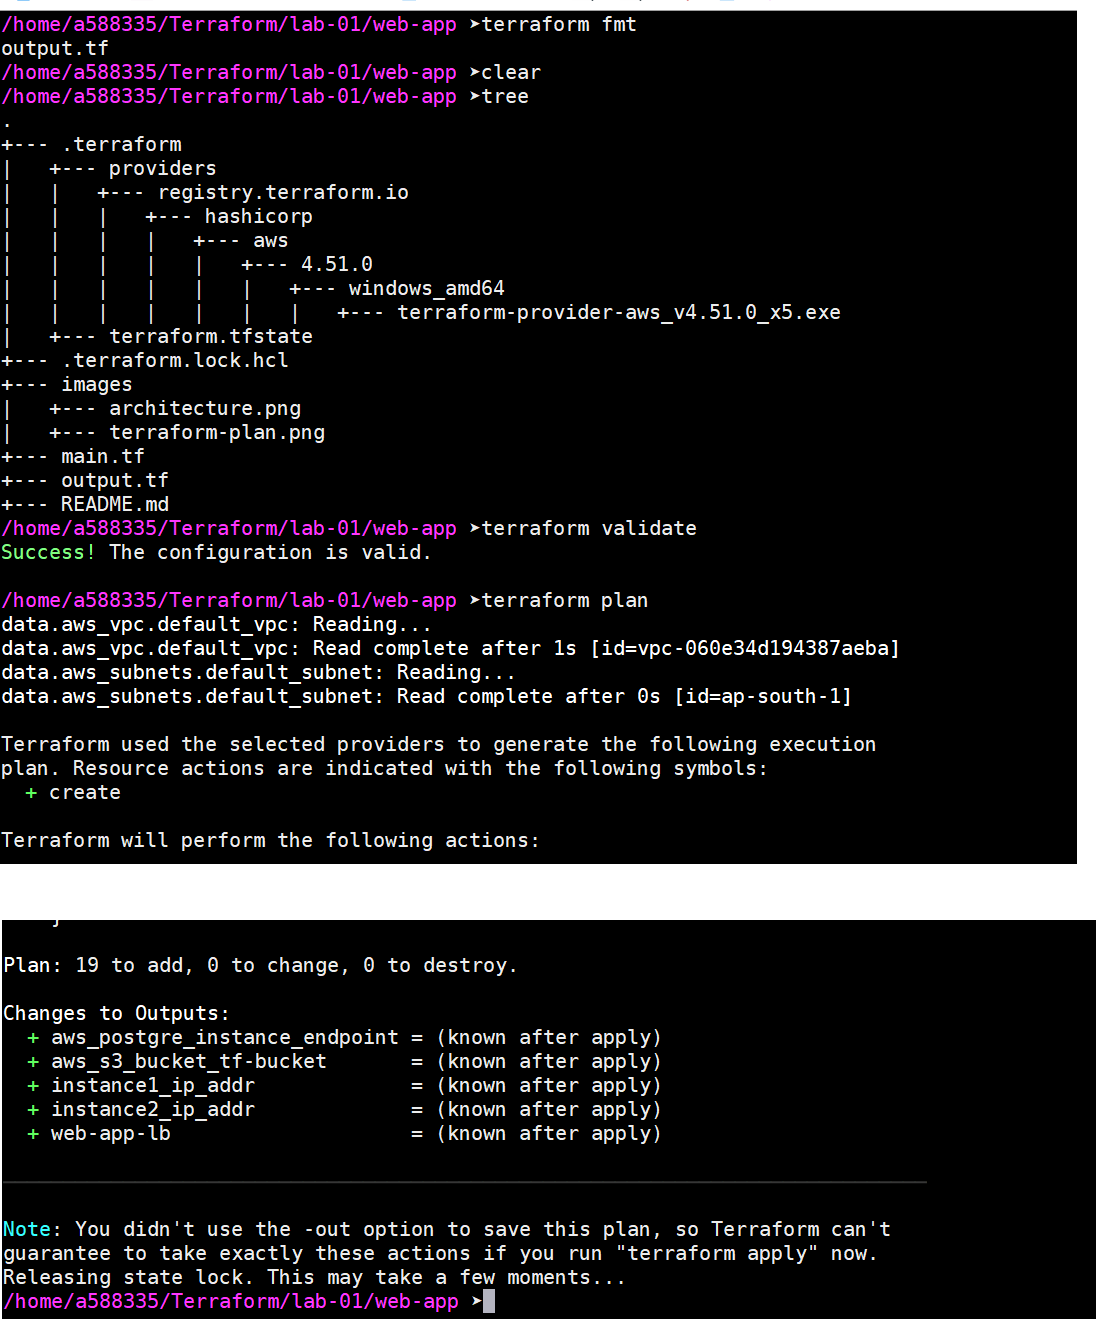 /home/a588335/Terraform/lab-01/web-app ➤terraform fmt
output.tf
/home/a588335/Terraform/lab-01/web-app ➤clear
/home/a588335/Terraform/lab-01/web-app ➤tree
.
+--- .terraform
|   +--- providers
|   |   +--- registry.terraform.io
|   |   |   +--- hashicorp
|   |   |   |   +--- aws
|   |   |   |   |   +--- 4.51.0
|   |   |   |   |   |   +--- windows_amd64
|   |   |   |   |   |   |   +--- terraform-provider-aws_v4.51.0_x5.exe
|   +--- terraform.tfstate
+--- .terraform.lock.hcl
+--- images
|   +--- architecture.png
|   +--- terraform-plan.png
+--- main.tf
+--- output.tf
+--- README.md
/home/a588335/Terraform/lab-01/web-app ➤terraform validate
Success! The configuration is valid.
/home/a588335/Terraform/lab-01/web-app ➤terraform plan
data.aws_vpc.default_vpc: Reading...
data.aws_vpc.default_vpc: Read complete after 1s [id=vpc-060e34d194387aeba]
data.aws_subnets.default_subnet: Reading...
data.aws_subnets.default_subnet: Read complete after 0s [id=ap-south-1]
Terraform used the selected providers to generate the following execution
plan. Resource actions are indicated with the following symbols:
  + create
Terraform will perform the following actions:
Plan: 19 to add, 0 to change, 0 to destroy.
Changes to Outputs:
  + aws_postgre_instance_endpoint = (known after apply)
  + aws_s3_bucket_tf-bucket       = (known after apply)
  + instance1_ip_addr             = (known after apply)
  + instance2_ip_addr             = (known after apply)
  + web-app-lb                    = (known after apply)
Note: You didn't use the -out option to save this plan, so Terraform can't
guarantee to take exactly these actions if you run "terraform apply" now.
Releasing state lock. This may take a few moments...
/home/a588335/Terraform/lab-01/web-app ➤